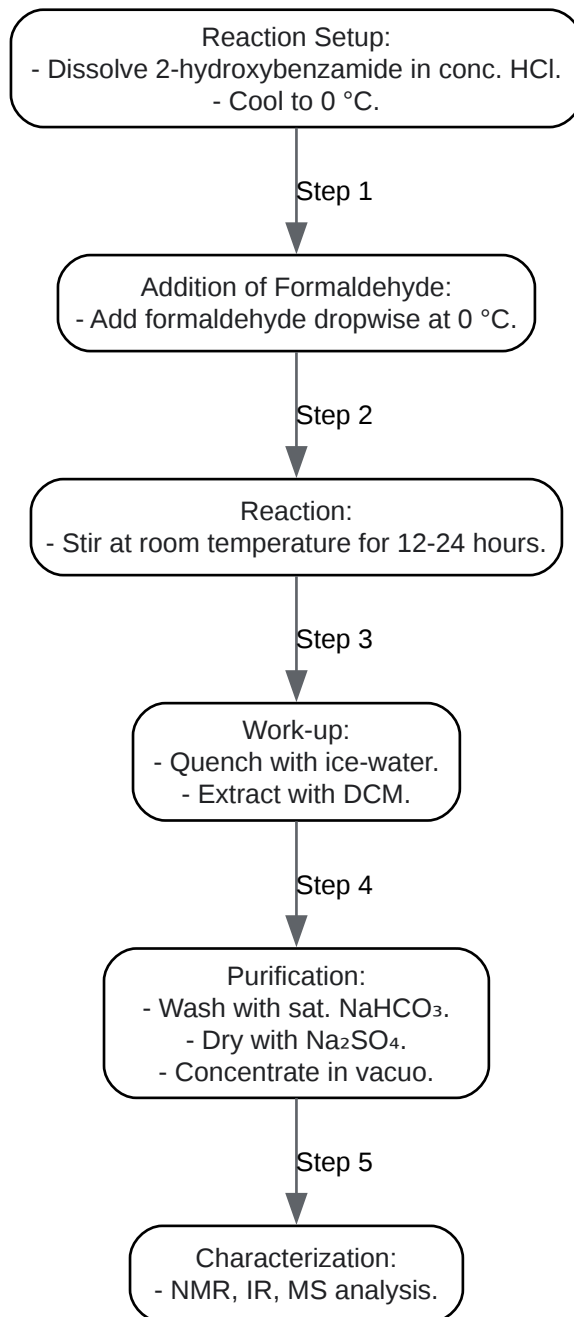 Reaction Setup:
- Dissolve 2-hydroxybenzamide in conc. HCl.
- Cool to 0 °C.
Step 1
Addition of Formaldehyde:
- Add formaldehyde dropwise at 0 °C.
Step 2
Reaction:
- Stir at room temperature for 12-24 hours.
Step 3
Work-up:
- Quench with ice-water.
- Extract with DCM.
Step 4
Purification:
- Wash with sat. NaHCO₃.
- Dry with Na₂SO₄.
- Concentrate in vacuo.
Step 5
Characterization:
- NMR, IR, MS analysis.